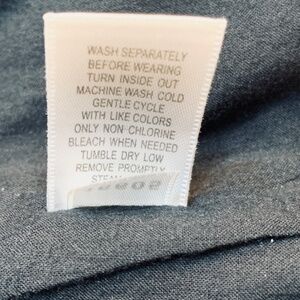 WASH SEPARATELY
BEFORE WEARING
TURN INSIDE OUT
MACHINE WASH COLD
GENTLE CYCLE
WITH LIKE COLORS
ONLY NON CHLORINE
BLEACH WHEN NEEDED
TUMBLE DRY LOW
REMOVE PROMPTLY